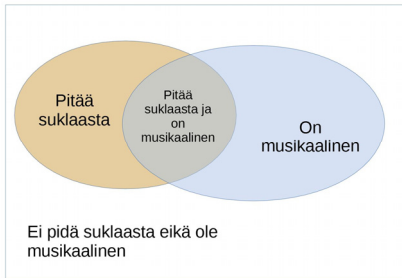 Pitää
suklaasta
Pitää
suklaasta ja
on
musikaalinen
On
musikaalinen
Ei pidä suklaasta eikä ole
musikaalinen